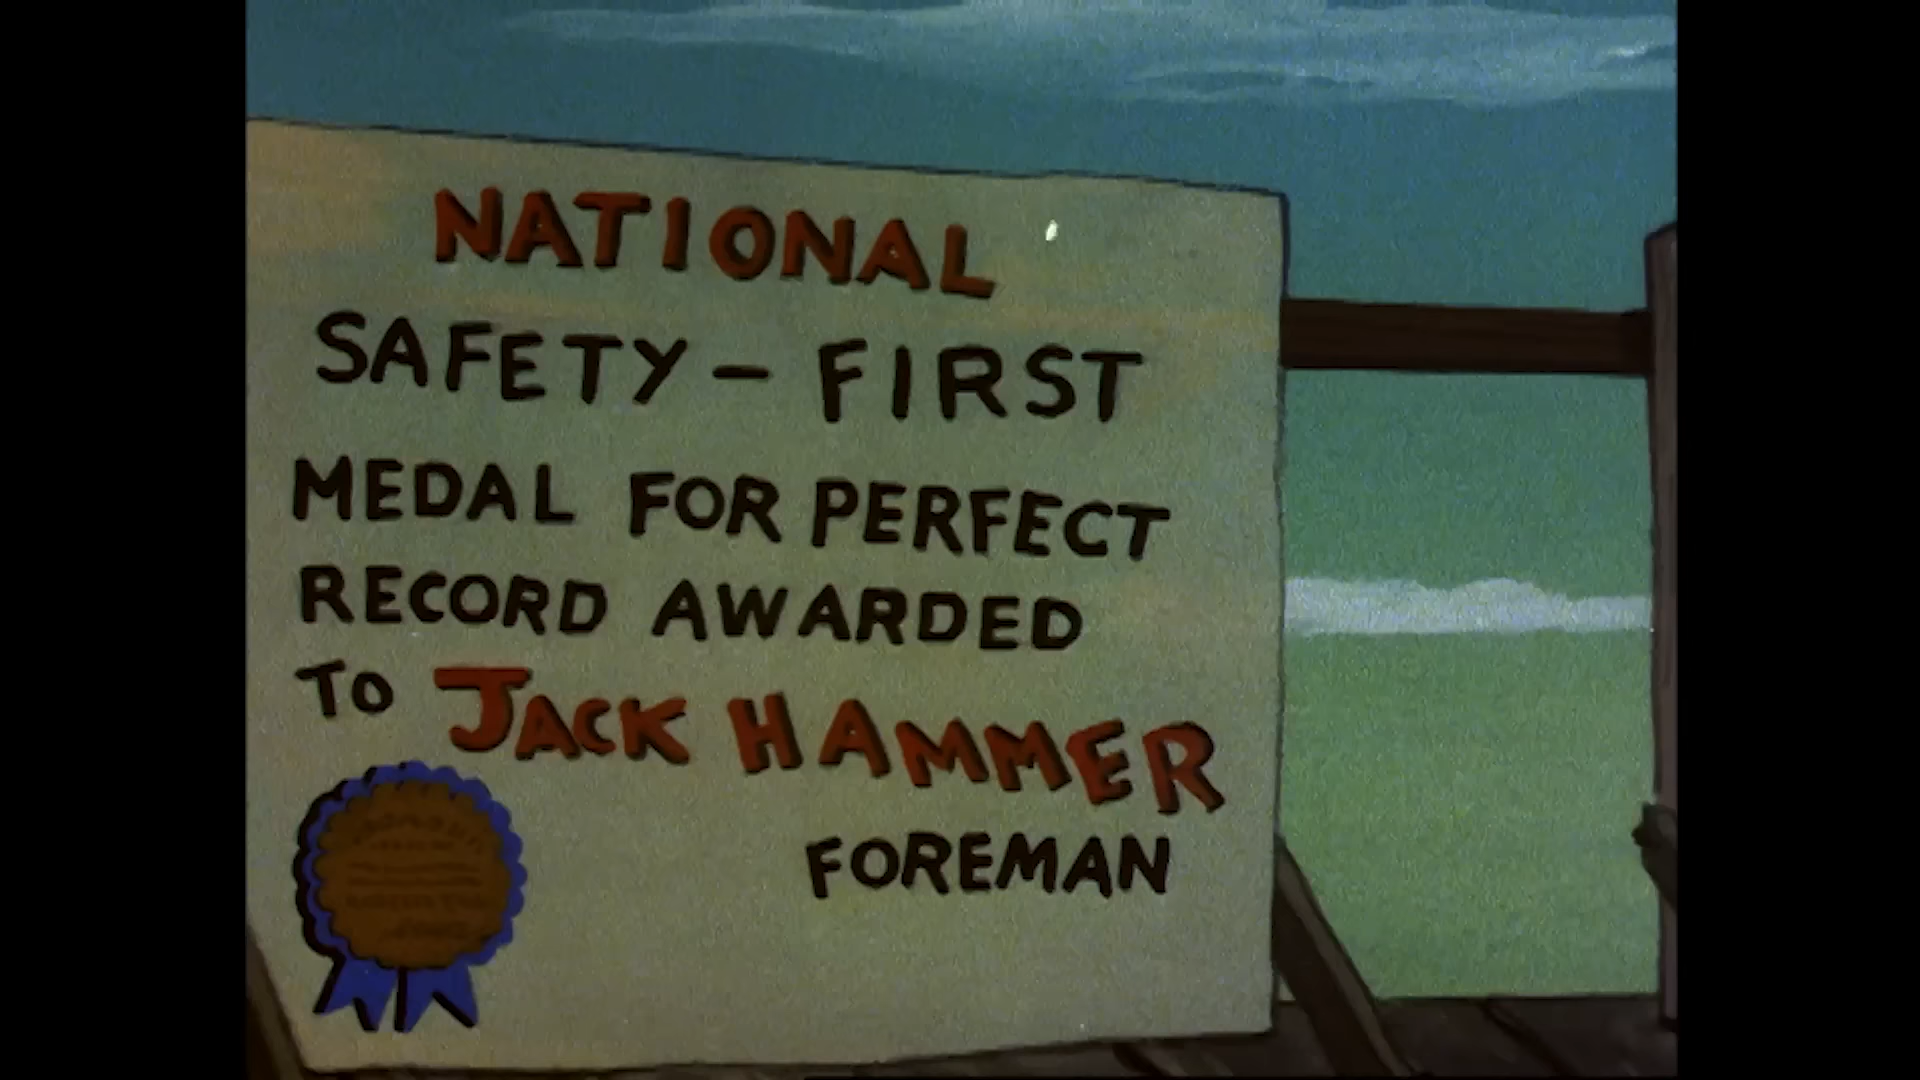 NATIONAL
SAFETY - FIRST
MEDAL FOR PERFECT
RECORD AWARDED
TO JACK HAMMER
FOREMAN